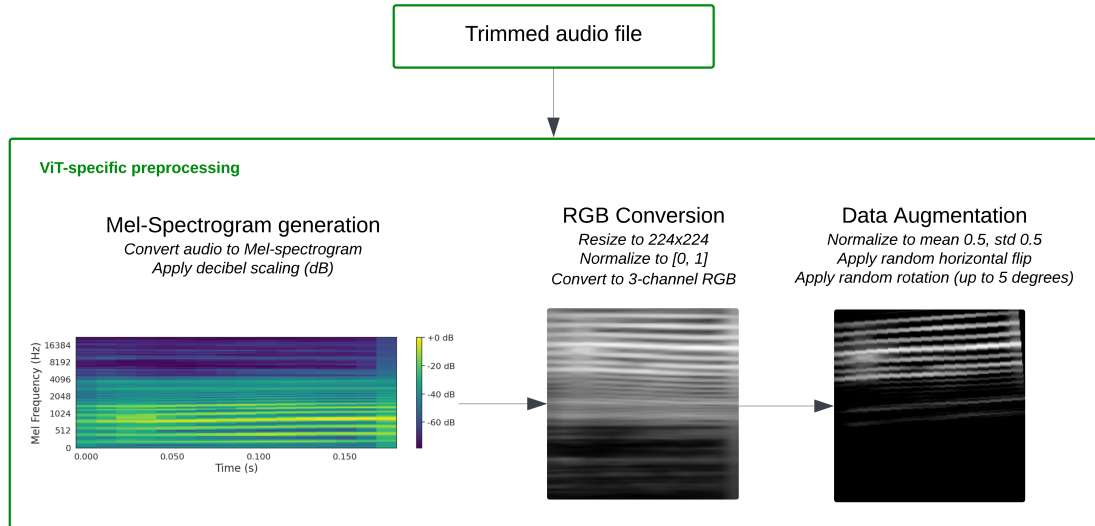 Trimmed audio file
ViT-specific preprocessing
Mel-Spectrogram generation
Convert audio to Mel-spectrogram
Apply decibel scaling (dB)
Mel Frequency (Hz)
16384
8192
4096
2048
1024
512
0
0.000
0.050
0.100
0.150
Time (s)
+0 dB
-20 dB
-40 dB
-60 dB
RGB Conversion
Resize to 224x224
Normalize to [0, 1]
Convert to 3-channel RGB
Data Augmentation
Normalize to mean 0.5, std 0.5
Apply random horizontal flip
Apply random rotation (up to 5 degrees)